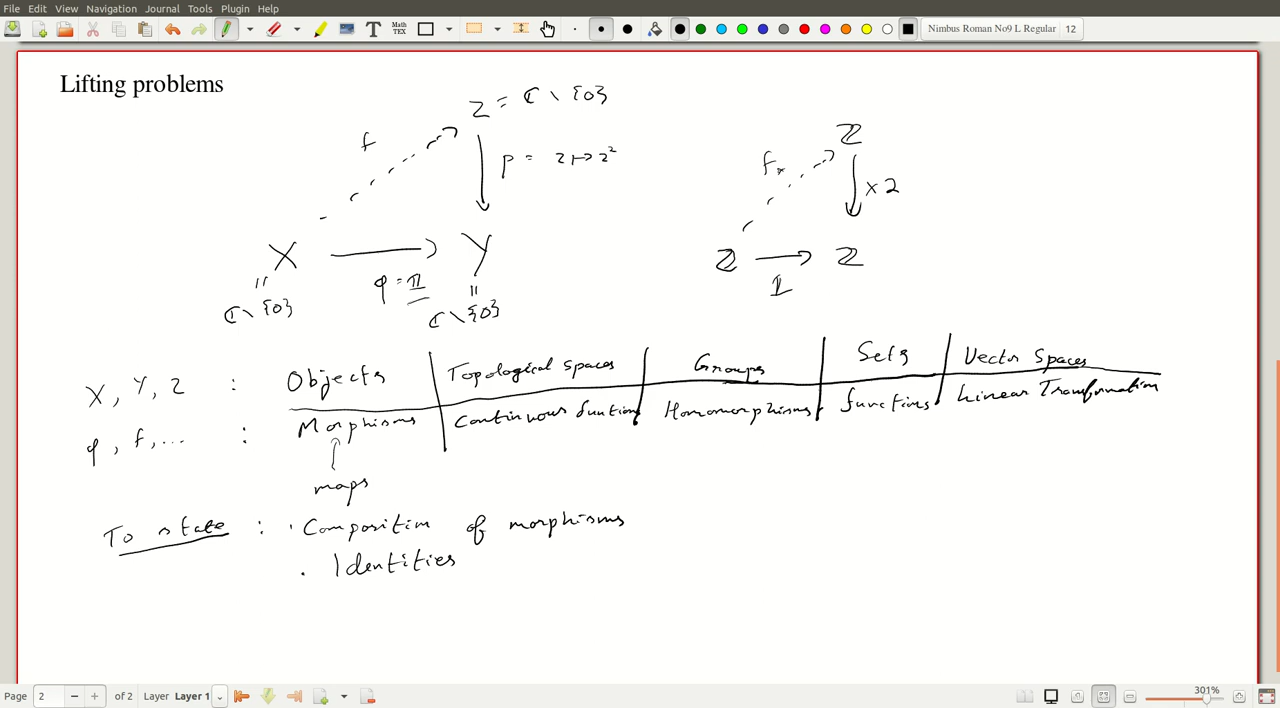 File Edit View Navigation Journal Tools Plugin Help
Math TEX
Nimbus Roman No9 L Regular 12
Lifting problems
Z = ℂ \ {0}
f
p = z ↦ z²
X
Y
φ =
ℂ \ {0}
ℂ \ {0}
ℤ
f*
×2
ℤ
ℤ
1
X, Y, Z : Objects Topological spaces Groups Sets Vector Spaces
φ, f, ... : Morphisms Continuous functions Homomorphisms functions Linear Transformation
maps
To state : · Composition of morphisms
· Identities
Page 2 of 2 Layer Layer 1
301%